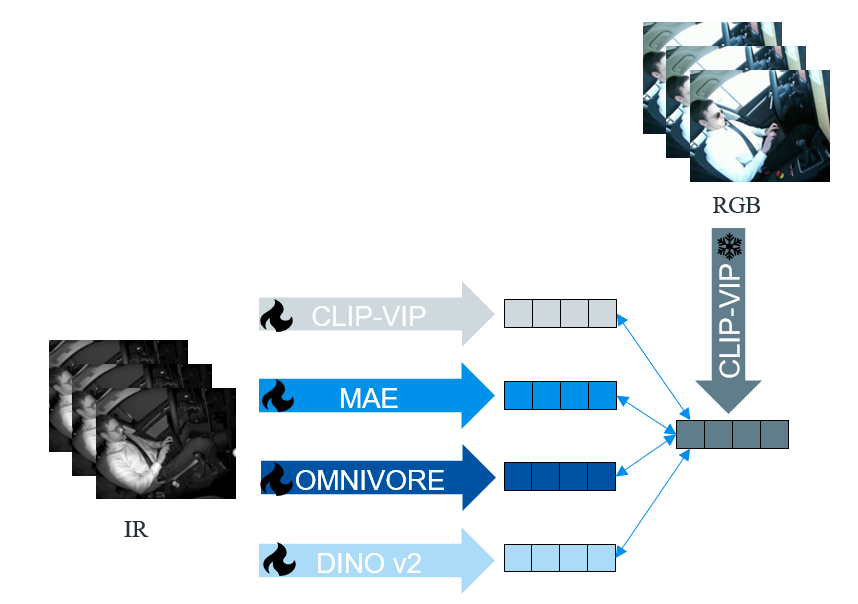 RGB
CLIP-VIP
CLIP-VIP
MAE
OMNIVORE
DINO v2
IR